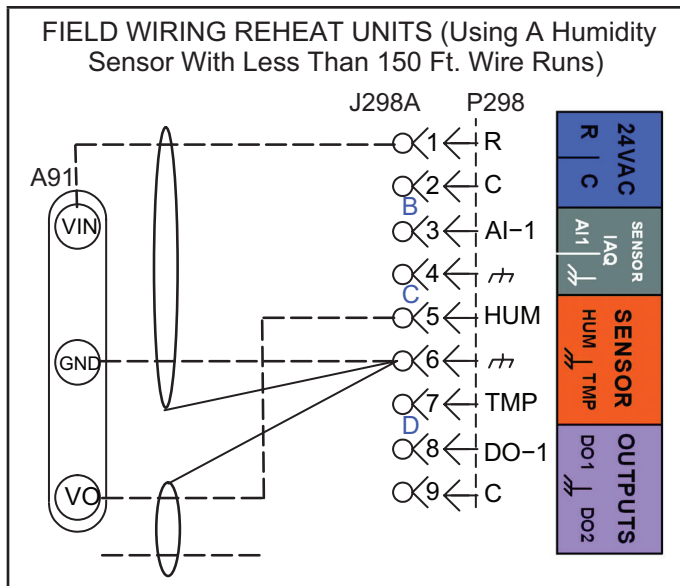 FIELD WIRING REHEAT UNITS (Using A Humidity
Sensor With Less Than 150 Ft. Wire Runs)
J298A P298
A91
VIN
GND
VO
1 R
2 C
B
3 AI−1
4
C
5 HUM
6
7 TMP
D
8 DO-1
9 C
24VAC
R C
SENSOR
IAQ
AI1
SENSOR
HUM TMP
OUTPUTS
DO1 DO2